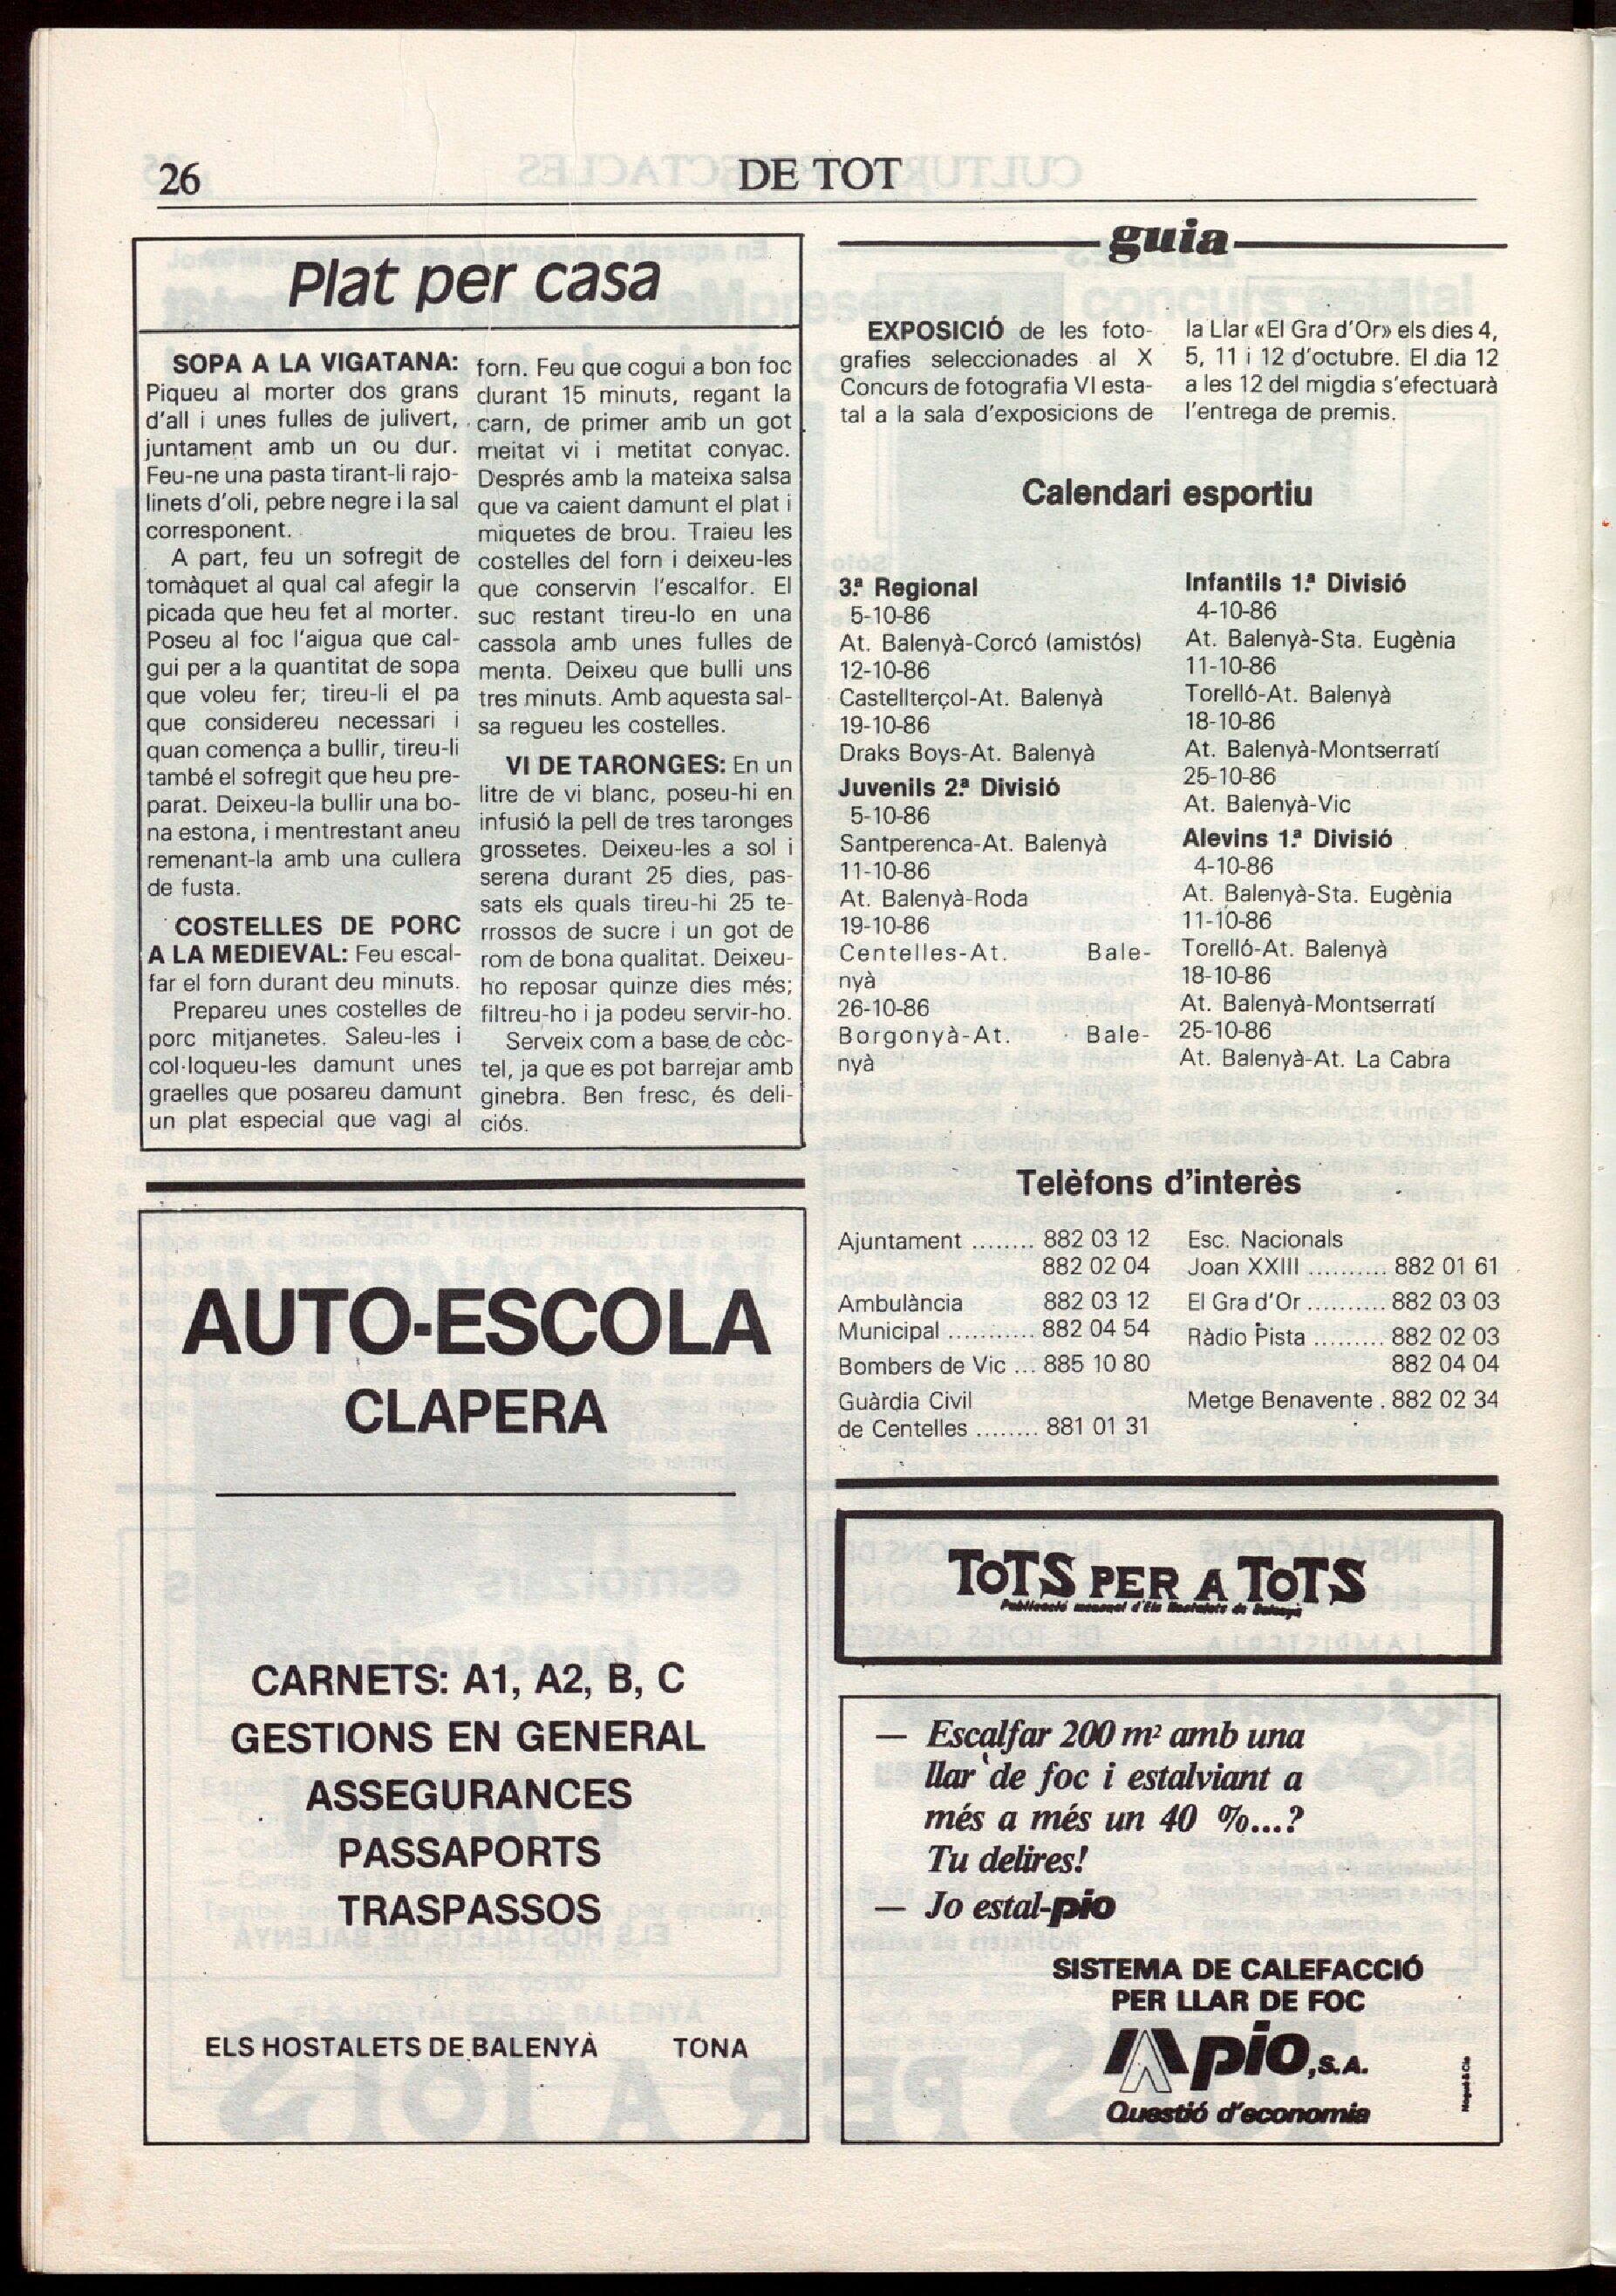 26
DE TOT
Plat per casa
SOPA A LA VIGATANA:
Piqueu al morter dos grans
d'all i unes fulles de julivert,
juntament amb un ou dur.
Feu-ne una pasta tirant-li rajo-
linets d'oli, pebre negre i la sal
corresponent.
A part, feu un sofregit de
tomàquet al qual cal afegir la
picada que heu fet al morter.
Poseu al foc l'aigua que cal-
gui per a la quantitat de sopa
que voleu fer; tireu-li el pa
que considereu necessari i
quan comença a bullir, tireu-li
també el sofregit que heu pre-
parat. Deixeu-la bullir una bo-
na estona, i mentrestant aneu
remenant-la amb una cullera
de fusta.
COSTELLES DE PORC
A LA MEDIEVAL: Feu escal-
far el forn durant deu minuts.
Prepareu unes costelles de
porc mitjanetes. Saleu-les i
col·loqueu-les damunt unes
graelles que posareu damunt
un plat especial que vagi al
forn. Feu que cogui a bon foc
durant 15 minuts, regant la
carn, de primer amb un got
meitat vi i metitat conyac.
Després amb la mateixa salsa
que va caient damunt el plat i
miquetes de brou. Traieu les
costelles del forn i deixeu-les
que conservin l'escalfor. El
suc restant tireu-lo en una
cassola amb unes fulles de
menta. Deixeu que bulli uns
tres minuts. Amb aquesta sal-
sa regueu les costelles.
VI DE TARONGES: En un
litre de vi blanc, poseu-hi en
infusió la pell de tres taronges
grossetes. Deixeu-les a sol i
serena durant 25 dies, pas-
sats els quals tireu-hi 25 te-
rrossos de sucre i un got de
rom de bona qualitat. Deixeu-
ho reposar quinze dies més;
filtreu-ho i ja podeu servir-ho.
Serveix com a base de còc-
tel, ja que es pot barrejar amb
ginebra. Ben fresc, és deli-
ciós.
AUTO-ESCOLA
CLAPERA
CARNETS: A1, A2, B, C
GESTIONS EN GENERAL
ASSEGURANCES
PASSAPORTS
TRASPASSOS
ELS HOSTALETS DE BALENYÀ TONA
guia
EXPOSICIÓ de les foto-
grafies seleccionades al X
Concurs de fotografia VI esta-
tal a la sala d'exposicions de
la Llar «El Gra d'Or» els dies 4,
5, 11 i 12 d'octubre. El dia 12
a les 12 del migdia s'efectuarà
l'entrega de premis.
Calendari esportiu
3.ª Regional
5-10-86
At. Balenyà-Corcó (amistós)
12-10-86
Castellterçol-At. Balenyà
19-10-86
Draks Boys-At. Balenyà
Juvenils 2.ª Divisió
5-10-86
Santperenca-At. Balenyà
11-10-86
At. Balenyà-Roda
19-10-86
Centelles-At. Bale-
nyà
26-10-86
Borgonyà-At. Bale-
nyà
Infantils 1.ª Divisió
4-10-86
At. Balenyà-Sta. Eugènia
11-10-86
Torelló-At. Balenyà
18-10-86
At. Balenyà-Montserratí
25-10-86
At. Balenyà-Vic
Alevins 1.ª Divisió
4-10-86
At. Balenyà-Sta. Eugènia
11-10-86
Torelló-At. Balenyà
18-10-86
At. Balenyà-Montserratí
25-10-86
At. Balenyà-At. La Cabra
Telèfons d'interès
Ajuntament ........ 882 03 12
882 02 04
Ambulància 882 03 12
Municipal ........... 882 04 54
Bombers de Vic ... 885 10 80
Guàrdia Civil
de Centelles ........ 881 01 31
Esc. Nacionals
Joan XXIII .......... 882 01 61
El Gra d'Or .......... 882 03 03
Ràdio Pista ......... 882 02 03
882 04 04
Metge Benavente . 882 02 34
TOTS PER A TOTS
Publicació mensual d'Els Hostalets de Balenyà
— Escalfar 200 m² amb una
llar de foc i estalviant a
més a més un 40 %...?
Tu delires!
— Jo estal-pio
SISTEMA DE CALEFACCIÓ
PER LLAR DE FOC
pio, S.A.
Questió d'economia
Nogué & Cia